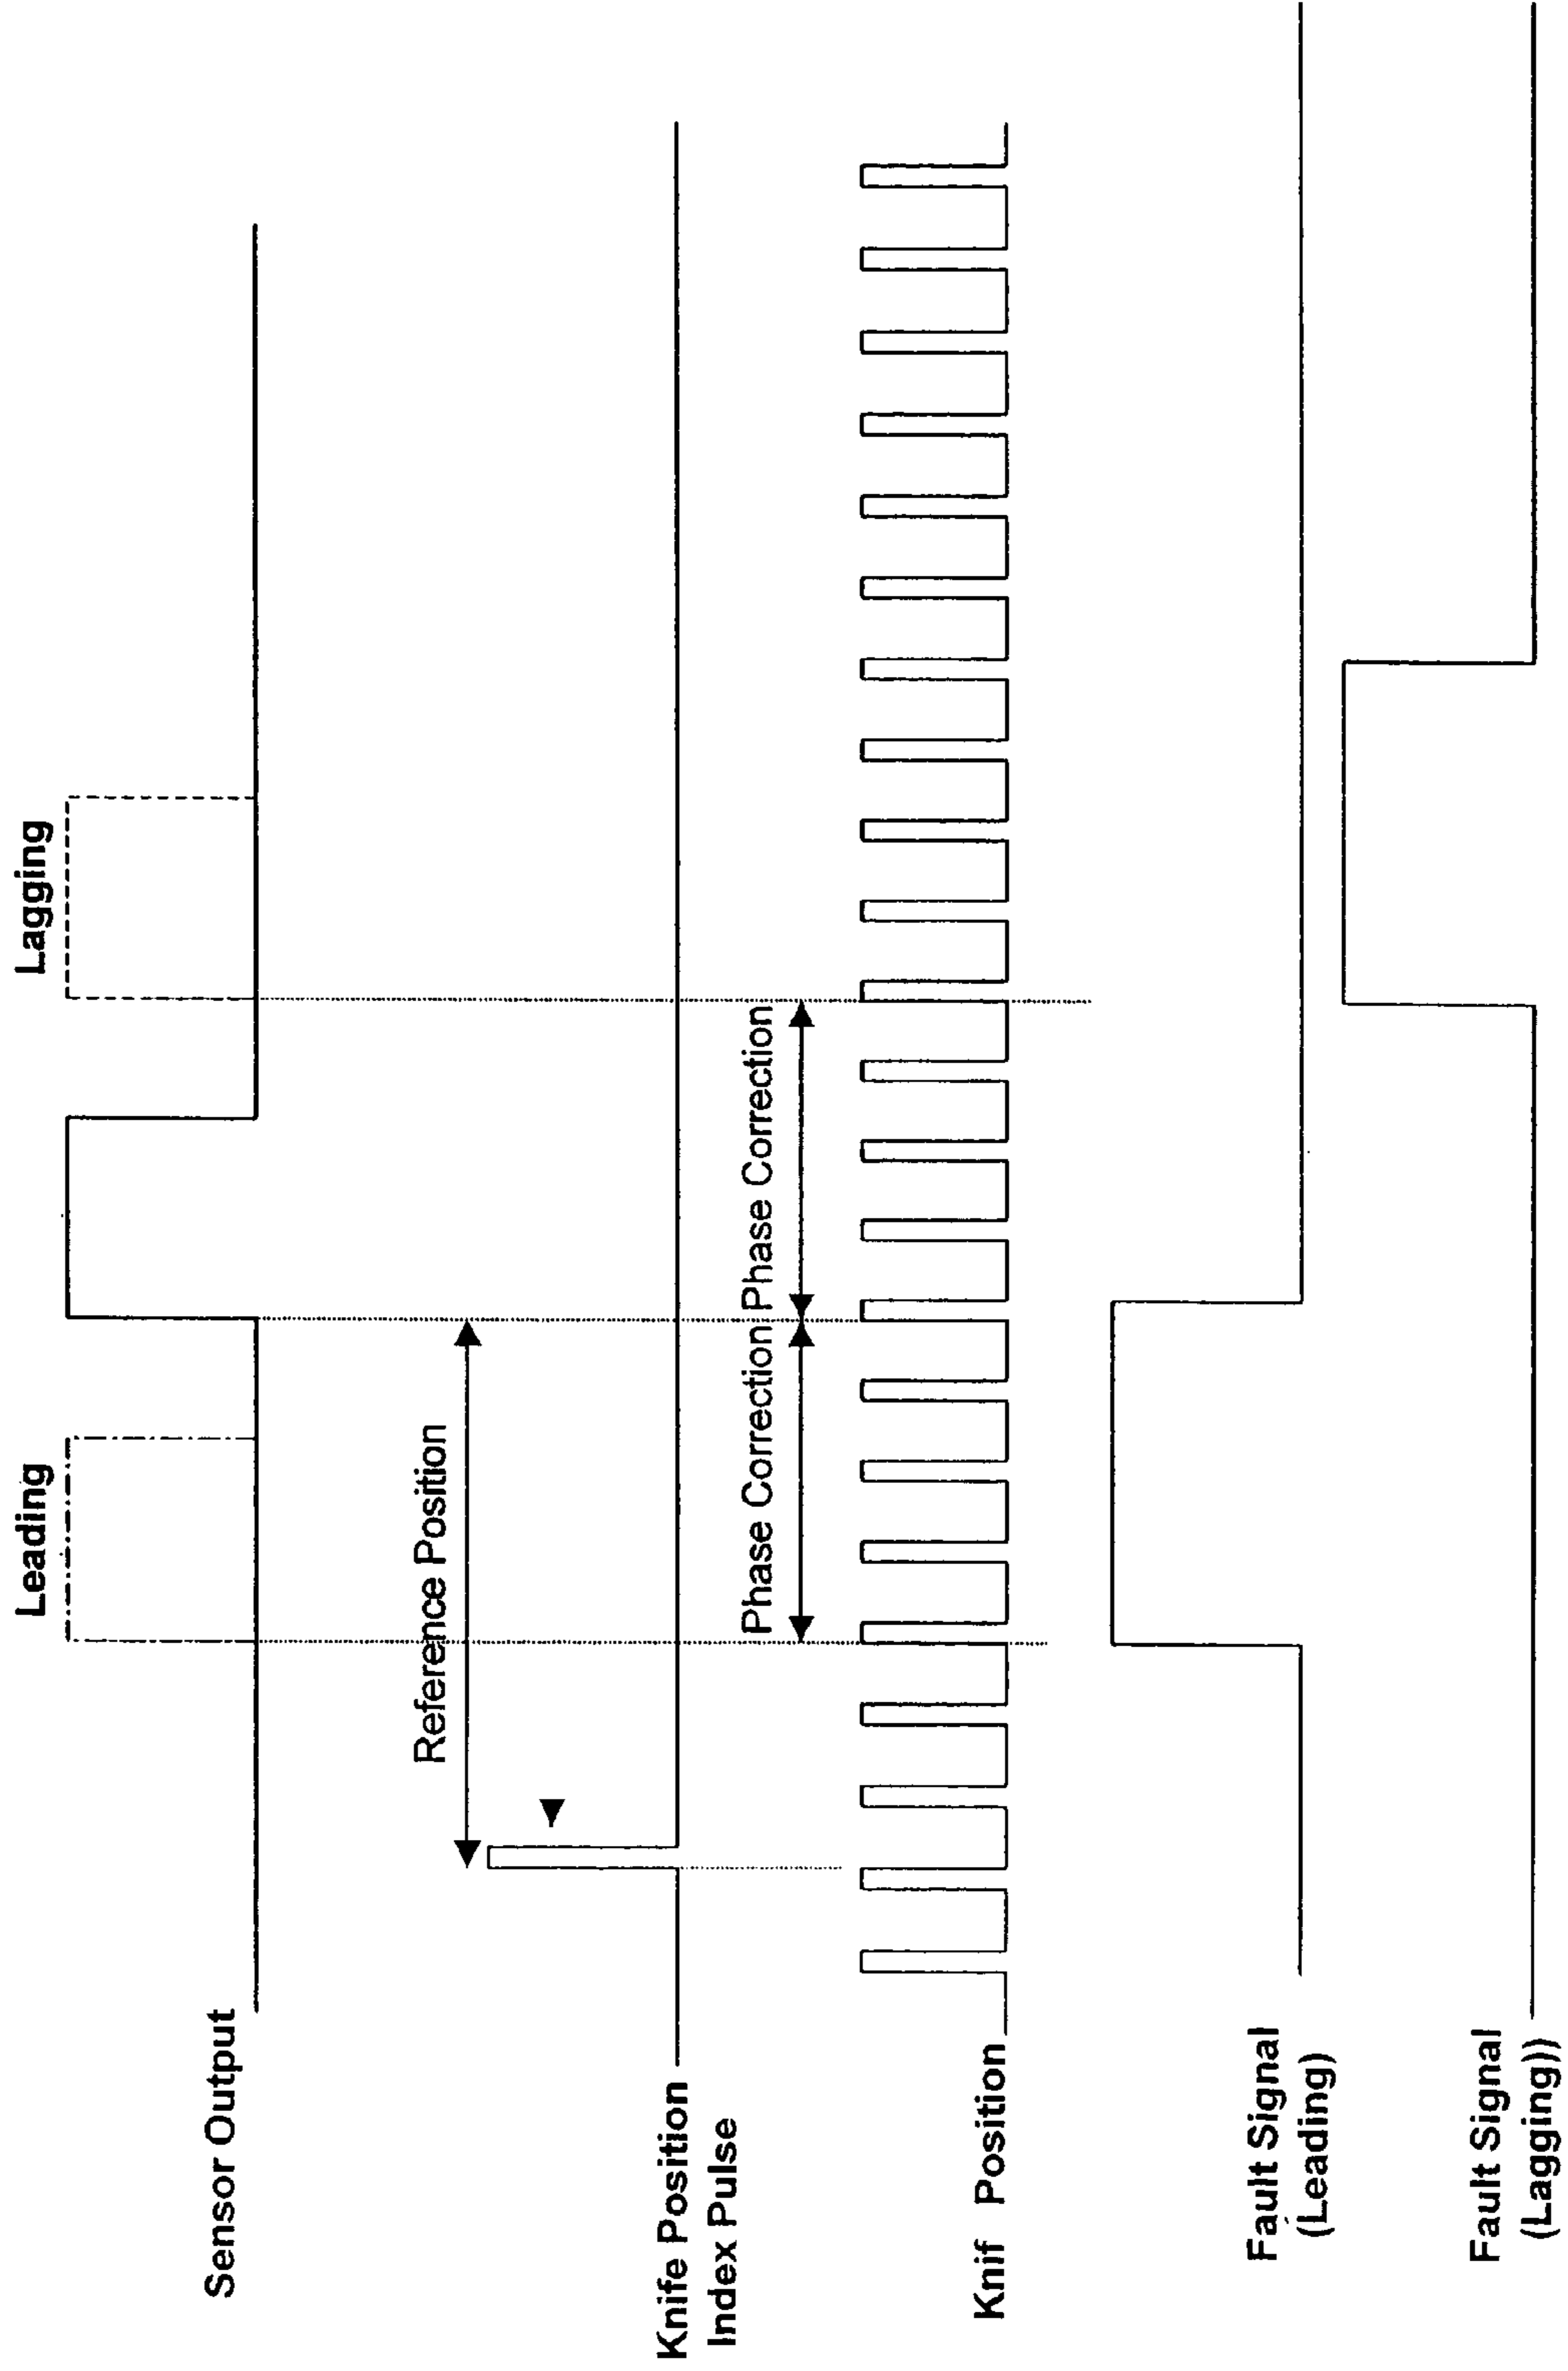 Leading
Lagging
Sensor Output
Reference Position
Knife Position
Index Pulse
Phase Correction
Phase Correction
Knif Position
Fault Signal
(Leading)
Fault Signal
(Lagging))